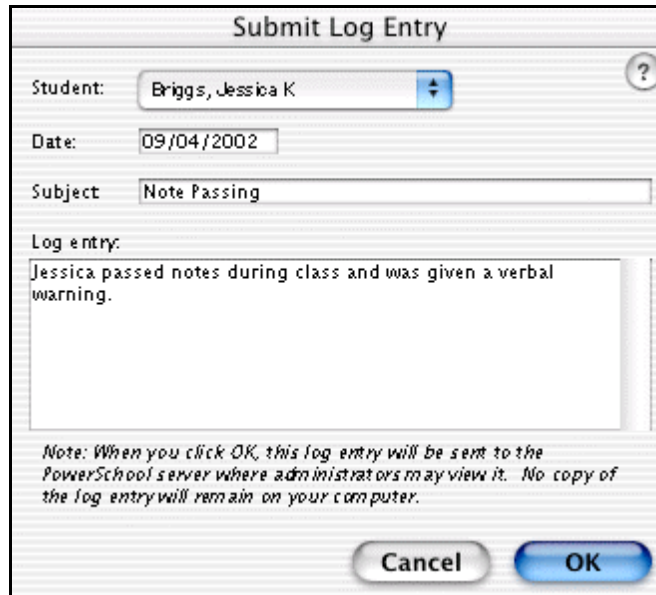 Submit Log Entry
?
Student: Briggs, Jessica K
Date: 09/04/2002
Subject Note Passing
Log entry:
Jessica passed notes during class and was given a verbal
warning.
Note: When you click OK, this log entry will be sent to the
PowerSchool server where administrators may view it. No copy of
the log entry will remain on your computer.
Cancel OK